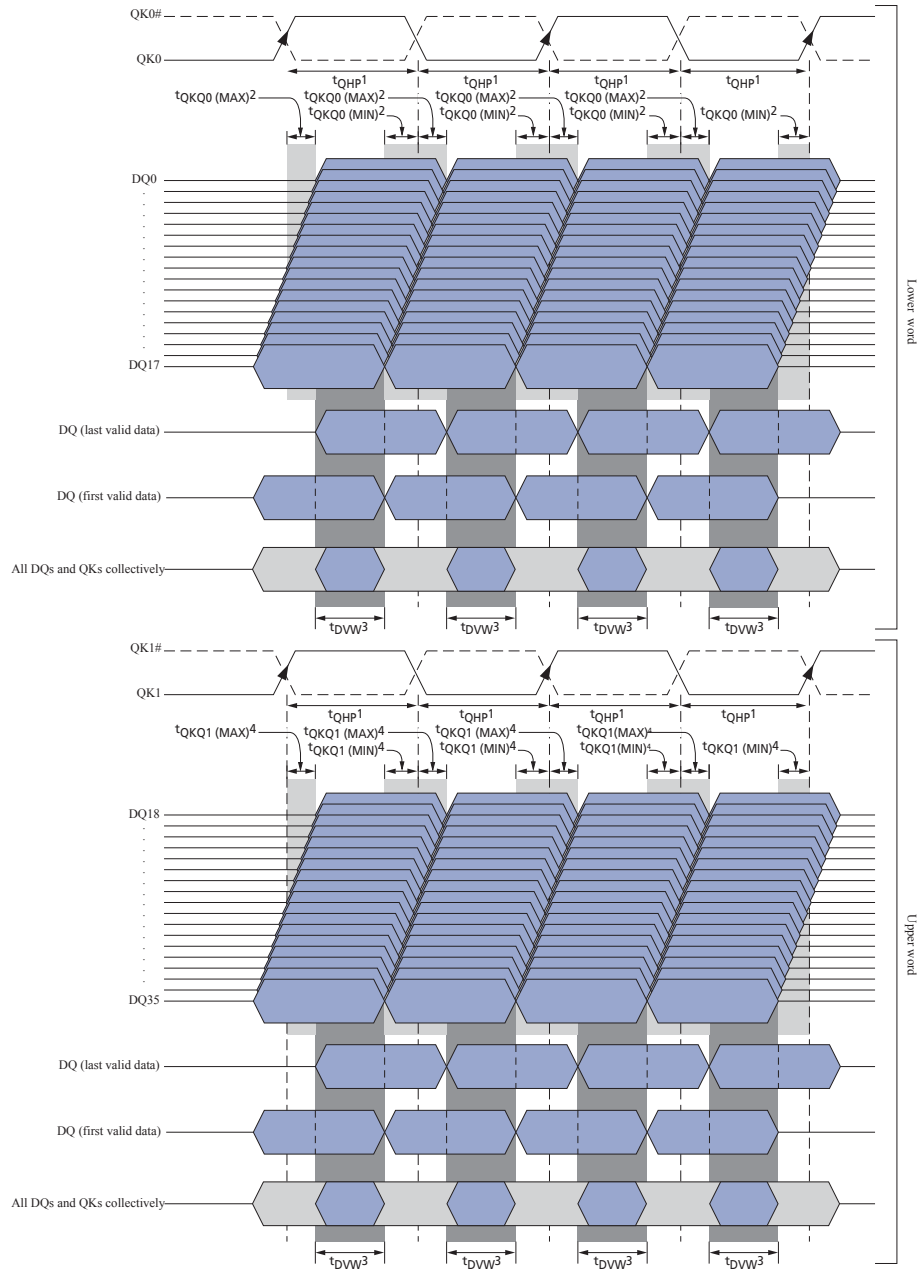 QK0#
QK0
tQHP1 tQHP1 tQHP1 tQHP1
tQKQ0 (MAX)2 tQKQ0 (MAX)2 tQKQ0 (MAX)2 tQKQ0 (MAX)2
tQKQ0 (MIN)2 tQKQ0 (MIN)2 tQKQ0 (MIN)2 tQKQ0 (MIN)2
DQ0
DQ17
DQ (last valid data)
DQ (first valid data)
All DQs and QKs collectively
tDVW3 tDVW3 tDVW3 tDVW3
Lower word
QK1#
QK1
tQHP1 tQHP1 tQHP1 tQHP1
tQKQ1 (MAX)4 tQKQ1 (MAX)4 tQKQ1 (MAX)4 tQKQ1(MAX)4
tQKQ1 (MIN)4 tQKQ1 (MIN)4 tQKQ1(MIN)4 tQKQ1 (MIN)4
DQ18
DQ35
DQ (last valid data)
DQ (first valid data)
All DQs and QKs collectively
tDVW3 tDVW3 tDVW3 tDVW3
Upper word